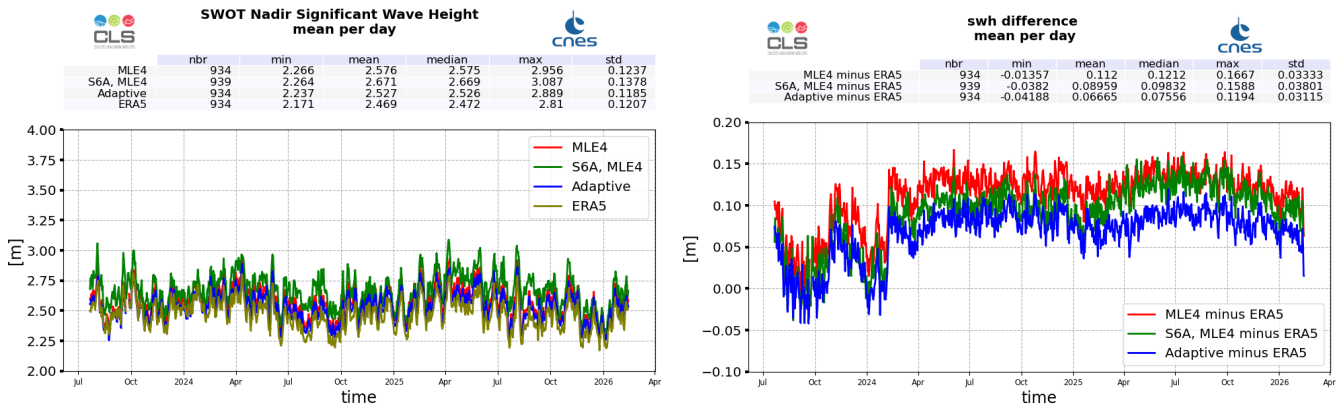 SWOT Nadir Significant Wave Height
mean per day
CLS
cnes
nbr min mean median max std
MLE4 934 2.266 2.576 2.575 2.956 0.1237
S6A, MLE4 939 2.264 2.671 2.669 3.087 0.1378
Adaptive 934 2.237 2.527 2.526 2.889 0.1185
ERA5 934 2.171 2.469 2.472 2.81 0.1207
4.00
3.75
3.50
3.25
3.00
2.75
2.50
2.25
2.00
[m]
MLE4
S6A, MLE4
Adaptive
ERA5
Jul Oct 2024 Apr Jul Oct 2025 Apr Jul Oct 2026 Apr
time
swh difference
mean per day
CLS
cnes
nbr min mean median max std
MLE4 minus ERA5 934 -0.01357 0.112 0.1212 0.1667 0.03333
S6A, MLE4 minus ERA5 939 -0.0382 0.08959 0.09832 0.1588 0.03801
Adaptive minus ERA5 934 -0.04188 0.06665 0.07556 0.1194 0.03115
0.20
0.15
0.10
0.05
0.00
−0.05
−0.10
[m]
MLE4 minus ERA5
S6A, MLE4 minus ERA5
Adaptive minus ERA5
Jul Oct 2024 Apr Jul Oct 2025 Apr Jul Oct 2026 Apr
time